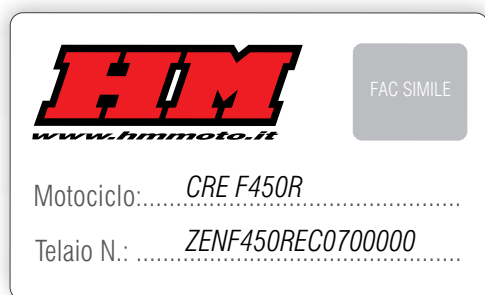 HM
FAC SIMILE
www.hmmoto.it
Motociclo:..... CRE F450R
Telaio N.: ..... ZENF450REC0700000